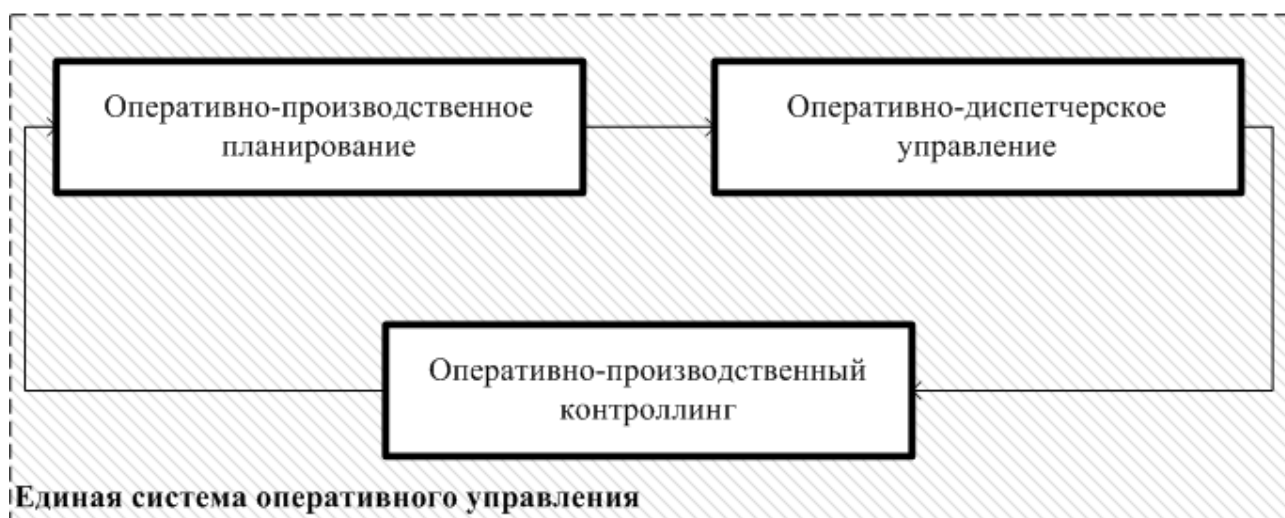 Оперативно-производственное
планирование
Оперативно-диспетчерское
управление
Оперативно-производственный
контроллинг
Единая система оперативного управления